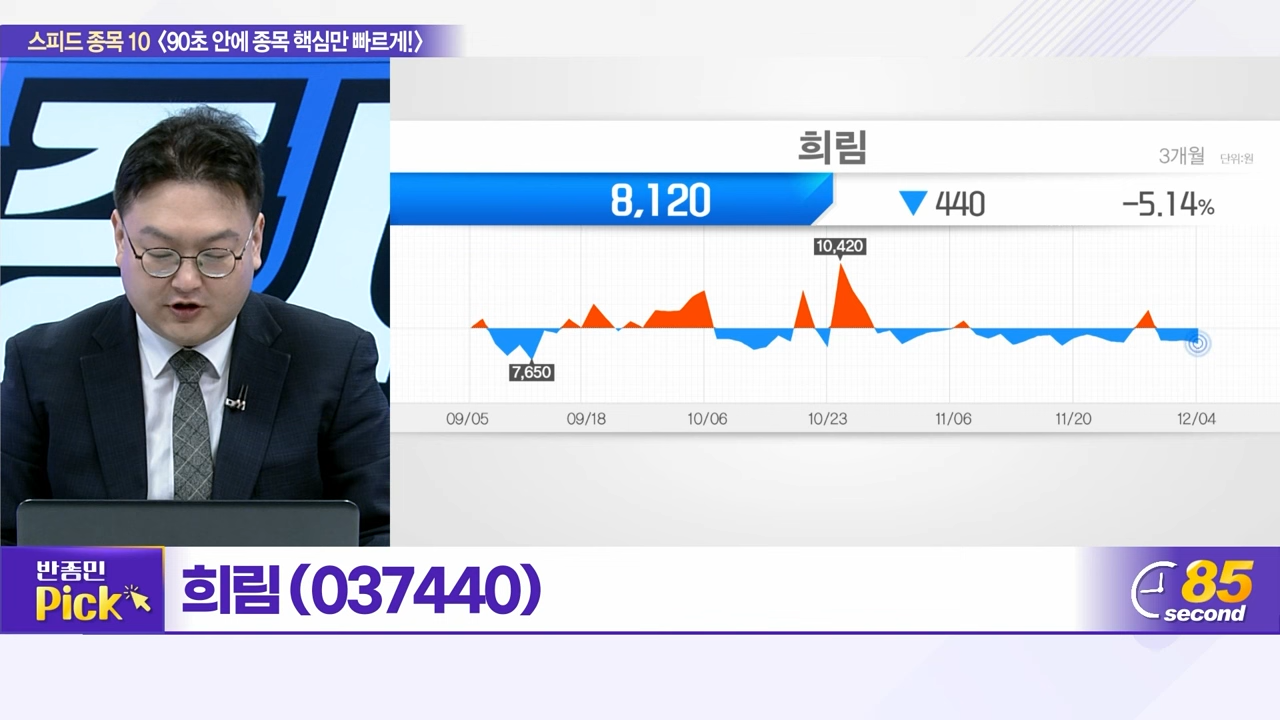 스피드 종목 10 〈90초 안에 종목 핵심만 빠르게!〉
희림
3개월 단위:원
8,120 ▼ 440 -5.14%
10,420
7,650
09/05 09/18 10/06 10/23 11/06 11/20 12/04
반종민
Pick
희림(037440)
85
second